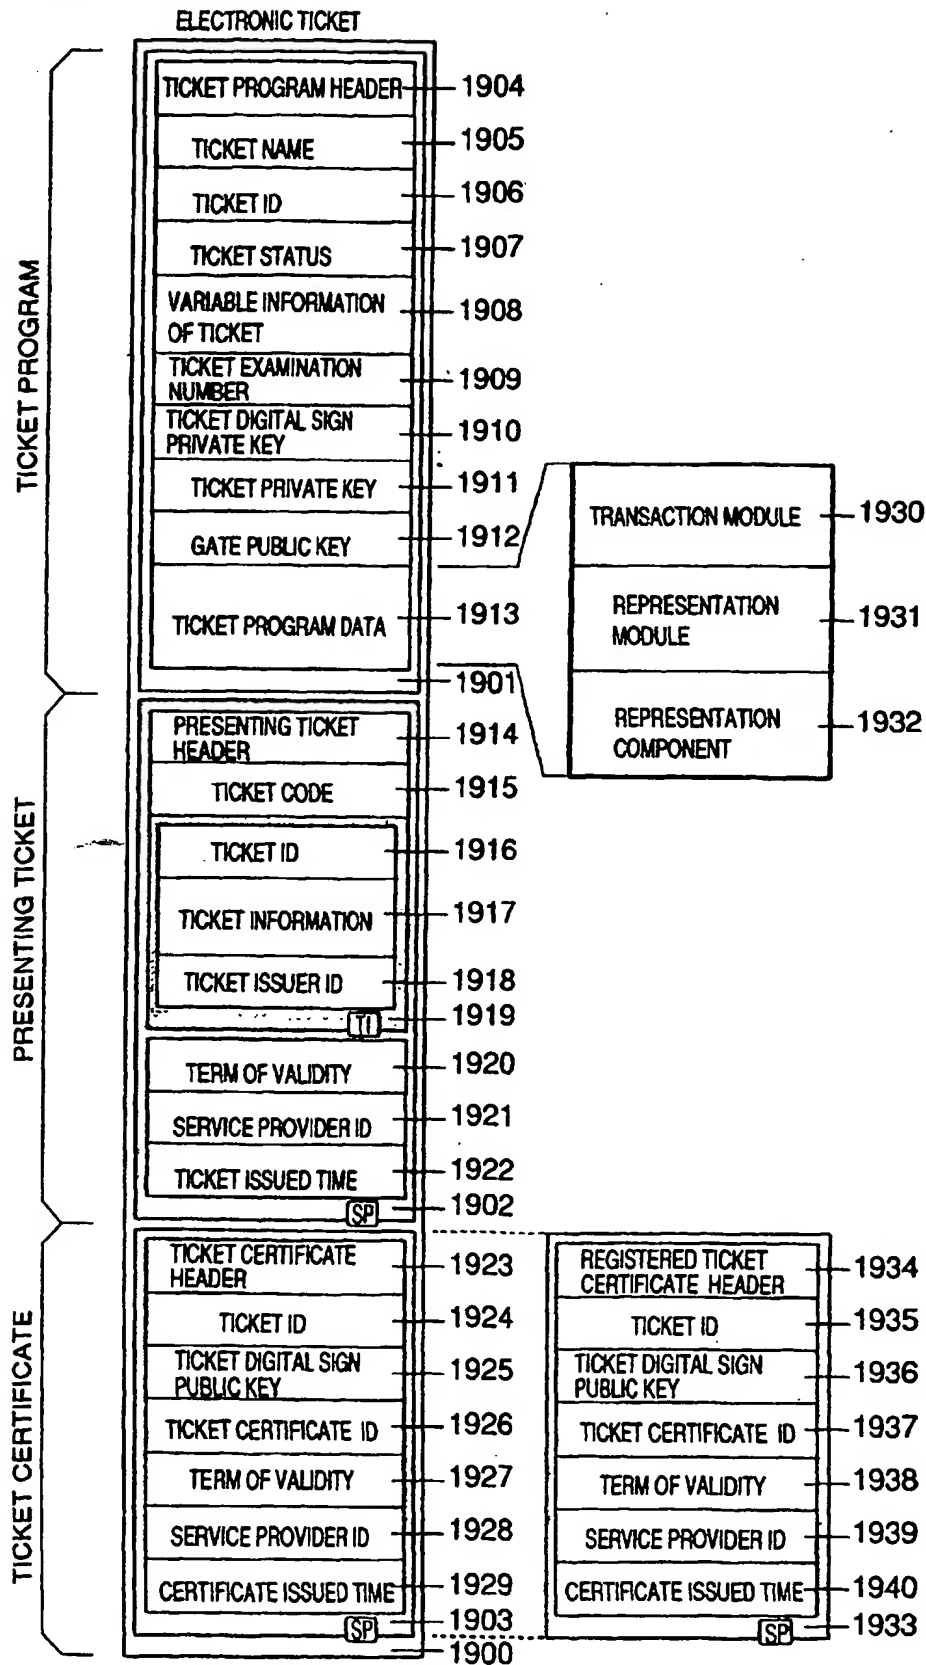 ELECTRONIC TICKET
TICKET PROGRAM
TICKET PROGRAM HEADER 1904
TICKET NAME 1905
TICKET ID 1906
TICKET STATUS 1907
VARIABLE INFORMATION
OF TICKET 1908
TICKET EXAMINATION
NUMBER 1909
TICKET DIGITAL SIGN
PRIVATE KEY 1910
TICKET PRIVATE KEY 1911
GATE PUBLIC KEY 1912
TICKET PROGRAM DATA 1913
1901
TRANSACTION MODULE 1930
REPRESENTATION
MODULE 1931
REPRESENTATION
COMPONENT 1932
PRESENTING TICKET
PRESENTING TICKET
HEADER 1914
TICKET CODE 1915
TICKET ID 1916
TICKET INFORMATION 1917
TICKET ISSUER ID 1918
TI 1919
TERM OF VALIDITY 1920
SERVICE PROVIDER ID 1921
TICKET ISSUED TIME 1922
SP 1902
TICKET CERTIFICATE
TICKET CERTIFICATE
HEADER 1923
TICKET ID 1924
TICKET DIGITAL SIGN
PUBLIC KEY 1925
TICKET CERTIFICATE ID 1926
TERM OF VALIDITY 1927
SERVICE PROVIDER ID 1928
CERTIFICATE ISSUED TIME 1929
SP 1903
1900
REGISTERED TICKET
CERTIFICATE HEADER 1934
TICKET ID 1935
TICKET DIGITAL SIGN
PUBLIC KEY 1936
TICKET CERTIFICATE ID 1937
TERM OF VALIDITY 1938
SERVICE PROVIDER ID 1939
CERTIFICATE ISSUED TIME 1940
SP 1933